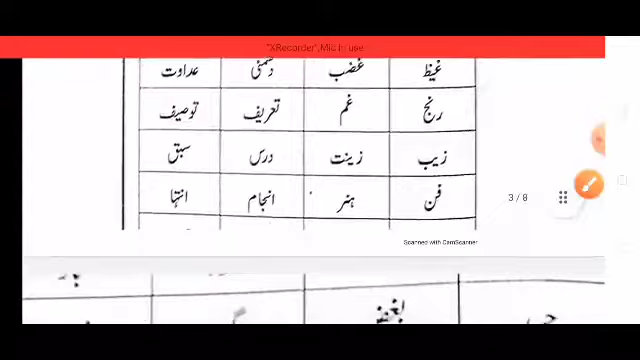 "XRecorder",Mic in use
غیظ غضب دشمنی عداوت
رنج غم تعریف توصیف
زیب زینت درس سبق
فن ہنر انجام انتہا
3 / 8
Scanned with CamScanner